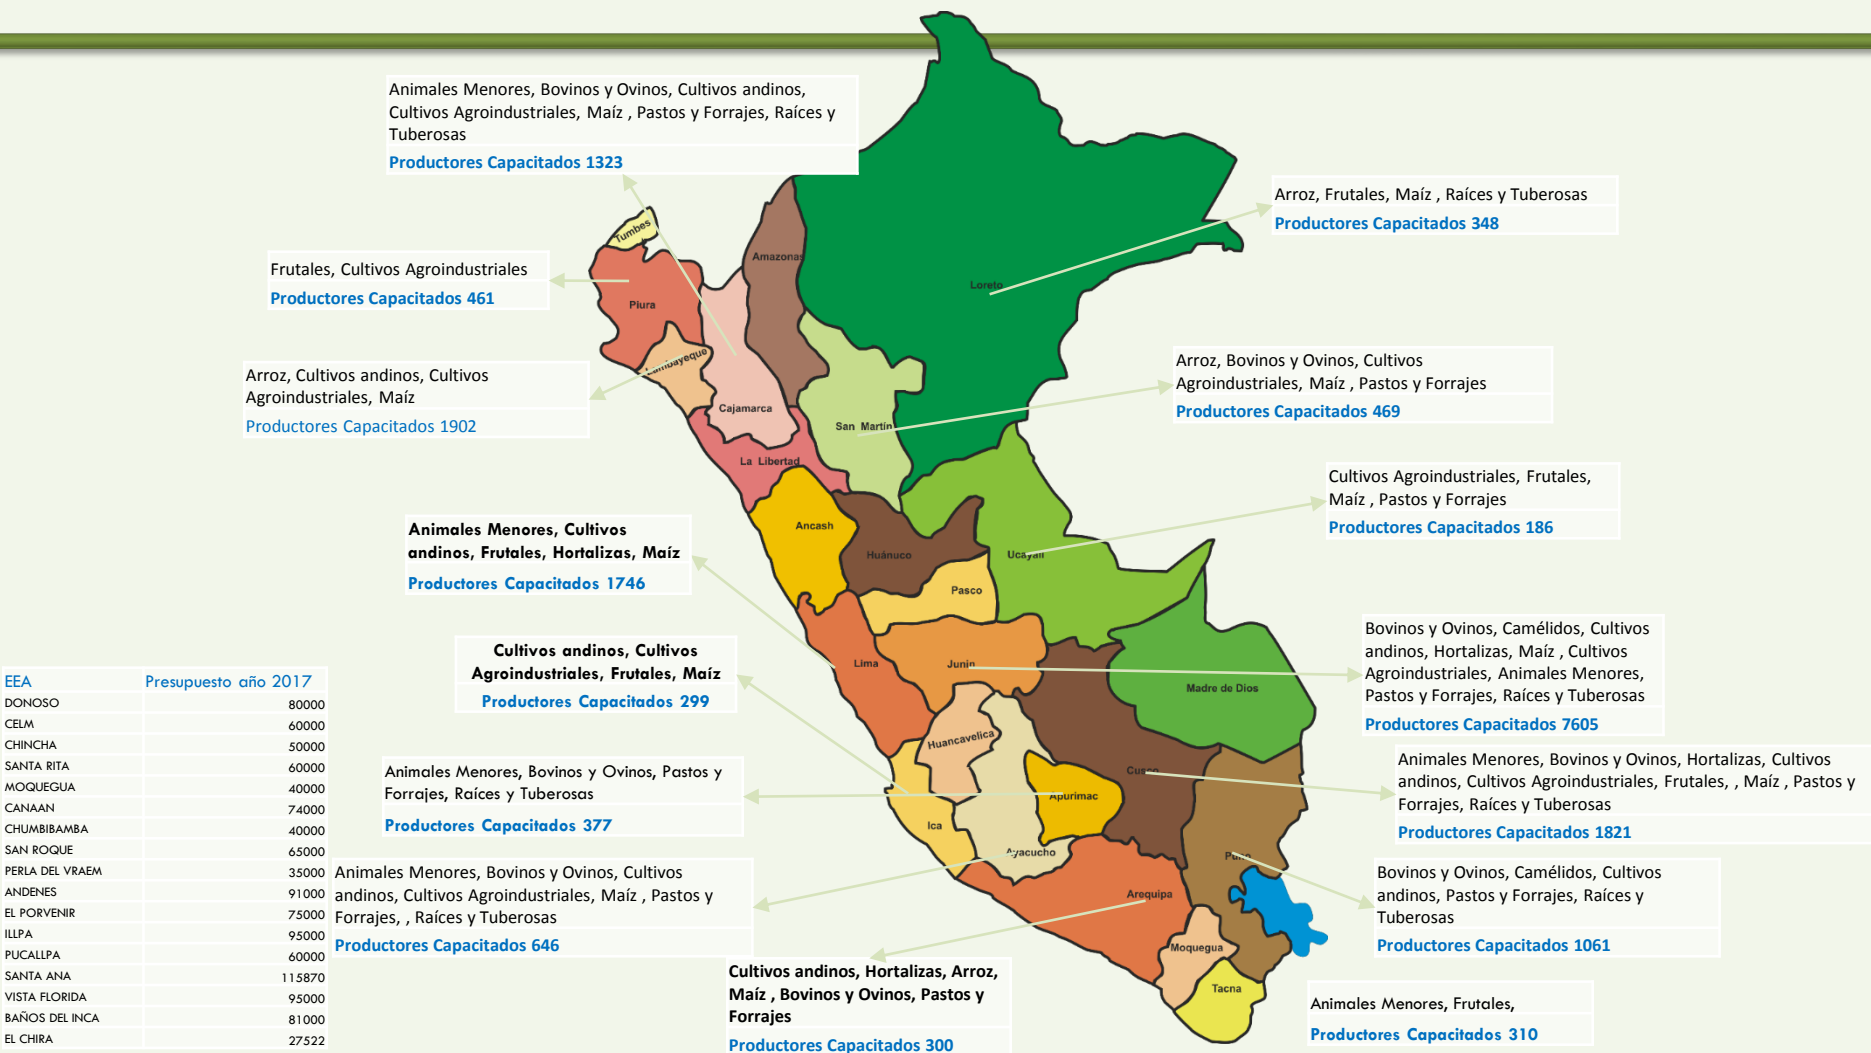 Animales Menores, Bovinos y Ovinos, Cultivos andinos,
Cultivos Agroindustriales, Maíz , Pastos y Forrajes, Raíces y
Tuberosas
Productores Capacitados 1323
Arroz, Frutales, Maíz , Raíces y Tuberosas
Productores Capacitados 348
Frutales, Cultivos Agroindustriales
Productores Capacitados 461
Arroz, Cultivos andinos, Cultivos
Agroindustriales, Maíz
Productores Capacitados 1902
Arroz, Bovinos y Ovinos, Cultivos
Agroindustriales, Maíz , Pastos y Forrajes
Productores Capacitados 469
Cultivos Agroindustriales, Frutales,
Maíz , Pastos y Forrajes
Productores Capacitados 186
Animales Menores, Cultivos
andinos, Frutales, Hortalizas, Maíz
Productores Capacitados 1746
Cultivos andinos, Cultivos
Agroindustriales, Frutales, Maíz
Productores Capacitados 299
Bovinos y Ovinos, Camélidos, Cultivos
andinos, Hortalizas, Maíz , Cultivos
Agroindustriales, Animales Menores,
Pastos y Forrajes, Raíces y Tuberosas
Productores Capacitados 7605
Animales Menores, Bovinos y Ovinos, Pastos y
Forrajes, Raíces y Tuberosas
Productores Capacitados 377
Animales Menores, Bovinos y Ovinos, Hortalizas, Cultivos
andinos, Cultivos Agroindustriales, Frutales, , Maíz , Pastos y
Forrajes, Raíces y Tuberosas
Productores Capacitados 1821
Animales Menores, Bovinos y Ovinos, Cultivos
andinos, Cultivos Agroindustriales, Maíz , Pastos y
Forrajes, , Raíces y Tuberosas
Productores Capacitados 646
Bovinos y Ovinos, Camélidos, Cultivos
andinos, Pastos y Forrajes, Raíces y
Tuberosas
Productores Capacitados 1061
Cultivos andinos, Hortalizas, Arroz,
Maíz , Bovinos y Ovinos, Pastos y
Forrajes
Productores Capacitados 300
Animales Menores, Frutales,
Productores Capacitados 310
Tumbes
Piura
Lambayeque
Amazonas
Loreto
Cajamarca
San Martín
La Libertad
Ancash
Huánuco
Ucayali
Pasco
Lima
Junín
Madre de Dios
Huancavelica
Cusco
Apurímac
Ica
Ayacucho
Puno
Arequipa
Moquegua
Tacna
EEA Presupuesto año 2017
DONOSO 80000
CELM 60000
CHINCHA 50000
SANTA RITA 60000
MOQUEGUA 40000
CANAAN 74000
CHUMBIBAMBA 40000
SAN ROQUE 65000
PERLA DEL VRAEM 35000
ANDENES 91000
EL PORVENIR 75000
ILLPA 95000
PUCALLPA 60000
SANTA ANA 115870
VISTA FLORIDA 95000
BAÑOS DEL INCA 81000
EL CHIRA 27522